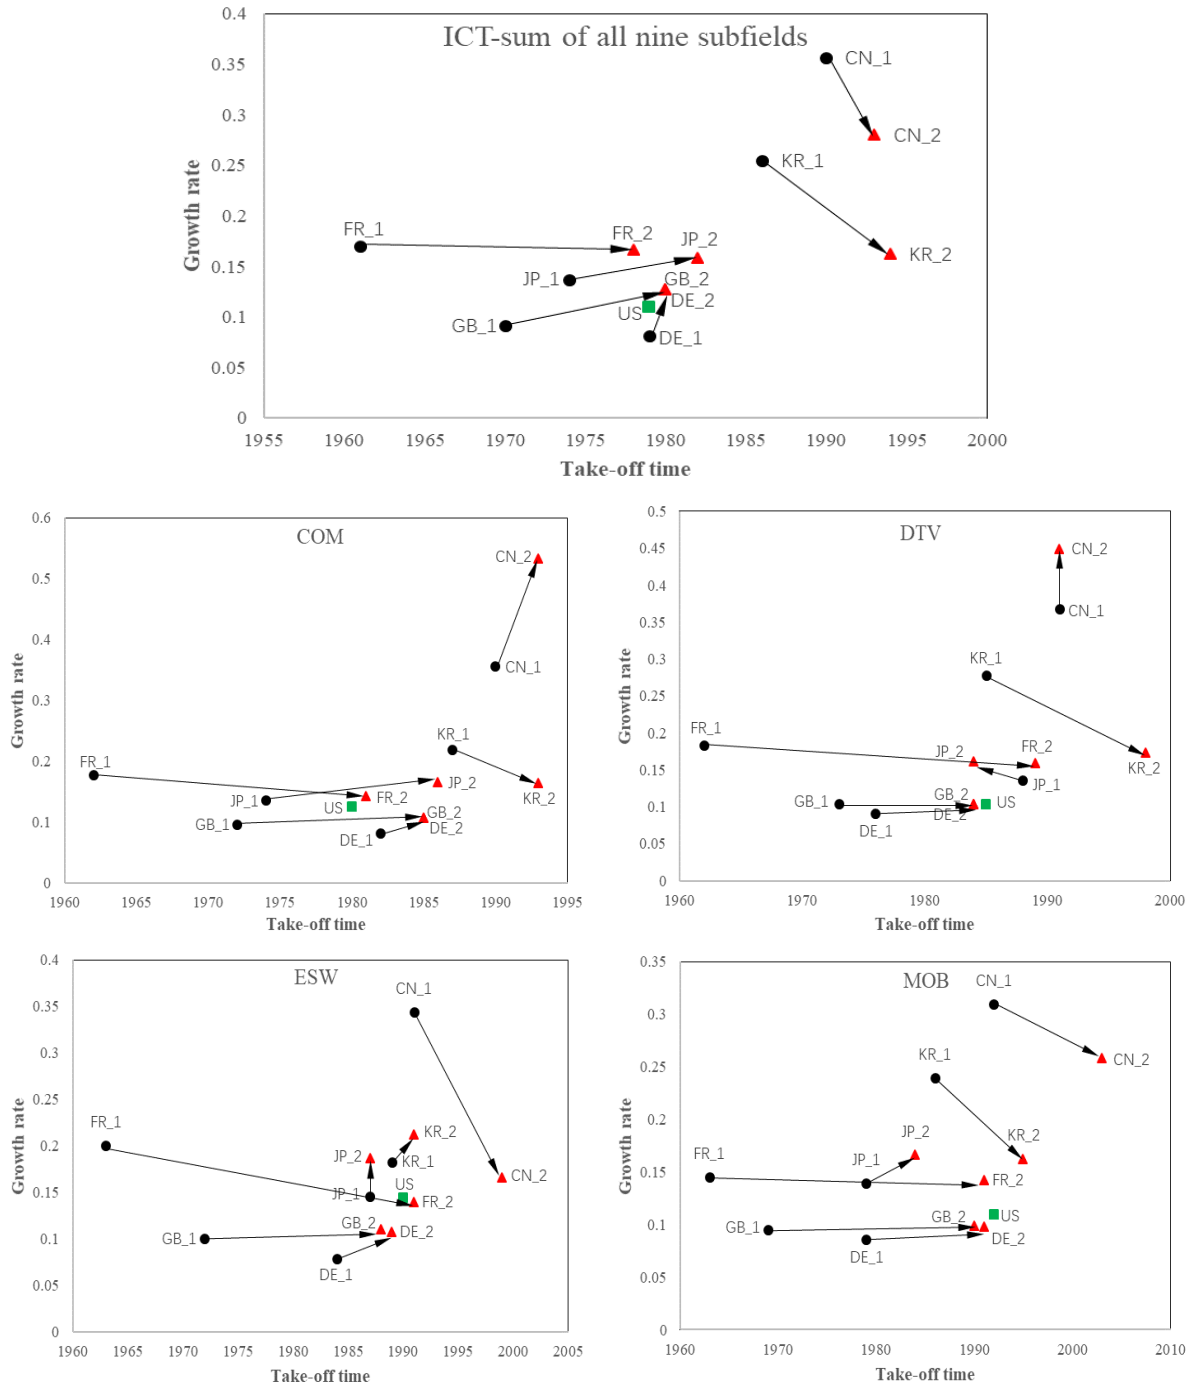 ICT-sum of all nine subfields
Growth rate
0.4
0.35
0.3
0.25
0.2
0.15
0.1
0.05
0
CN_1
CN_2
KR_1
KR_2
FR_1
FR_2
JP_2
JP_1
GB_2
DE_2
US
GB_1
DE_1
1955 1960 1965 1970 1975 1980 1985 1990 1995 2000
Take-off time
COM
Growth rate
0.6
0.5
0.4
0.3
0.2
0.1
0
CN_2
CN_1
KR_1
FR_1
JP_2
KR_2
JP_1
FR_2
US
GB_2
GB_1
DE_2
DE_1
1960 1965 1970 1975 1980 1985 1990 1995
Take-off time
DTV
Growth rate
0.5
0.45
0.4
0.35
0.3
0.25
0.2
0.15
0.1
0.05
0
CN_2
CN_1
KR_1
FR_1
JP_2
FR_2
KR_2
JP_1
GB_1
GB_2
US
DE_2
DE_1
1960 1970 1980 1990 2000
Take-off time
ESW
Growth rate
0.4
0.35
0.3
0.25
0.2
0.15
0.1
0.05
0
CN_1
FR_1
KR_2
JP_2
KR_1
CN_2
US
JP_1
FR_2
GB_2
GB_1
DE_2
DE_1
1960 1965 1970 1975 1980 1985 1990 1995 2000 2005
Take-off time
MOB
Growth rate
0.35
0.3
0.25
0.2
0.15
0.1
0.05
0
CN_1
CN_2
KR_1
JP_2
KR_2
FR_1
JP_1
FR_2
GB_1
GB_2
US
DE_2
DE_1
1960 1970 1980 1990 2000 2010
Take-off time